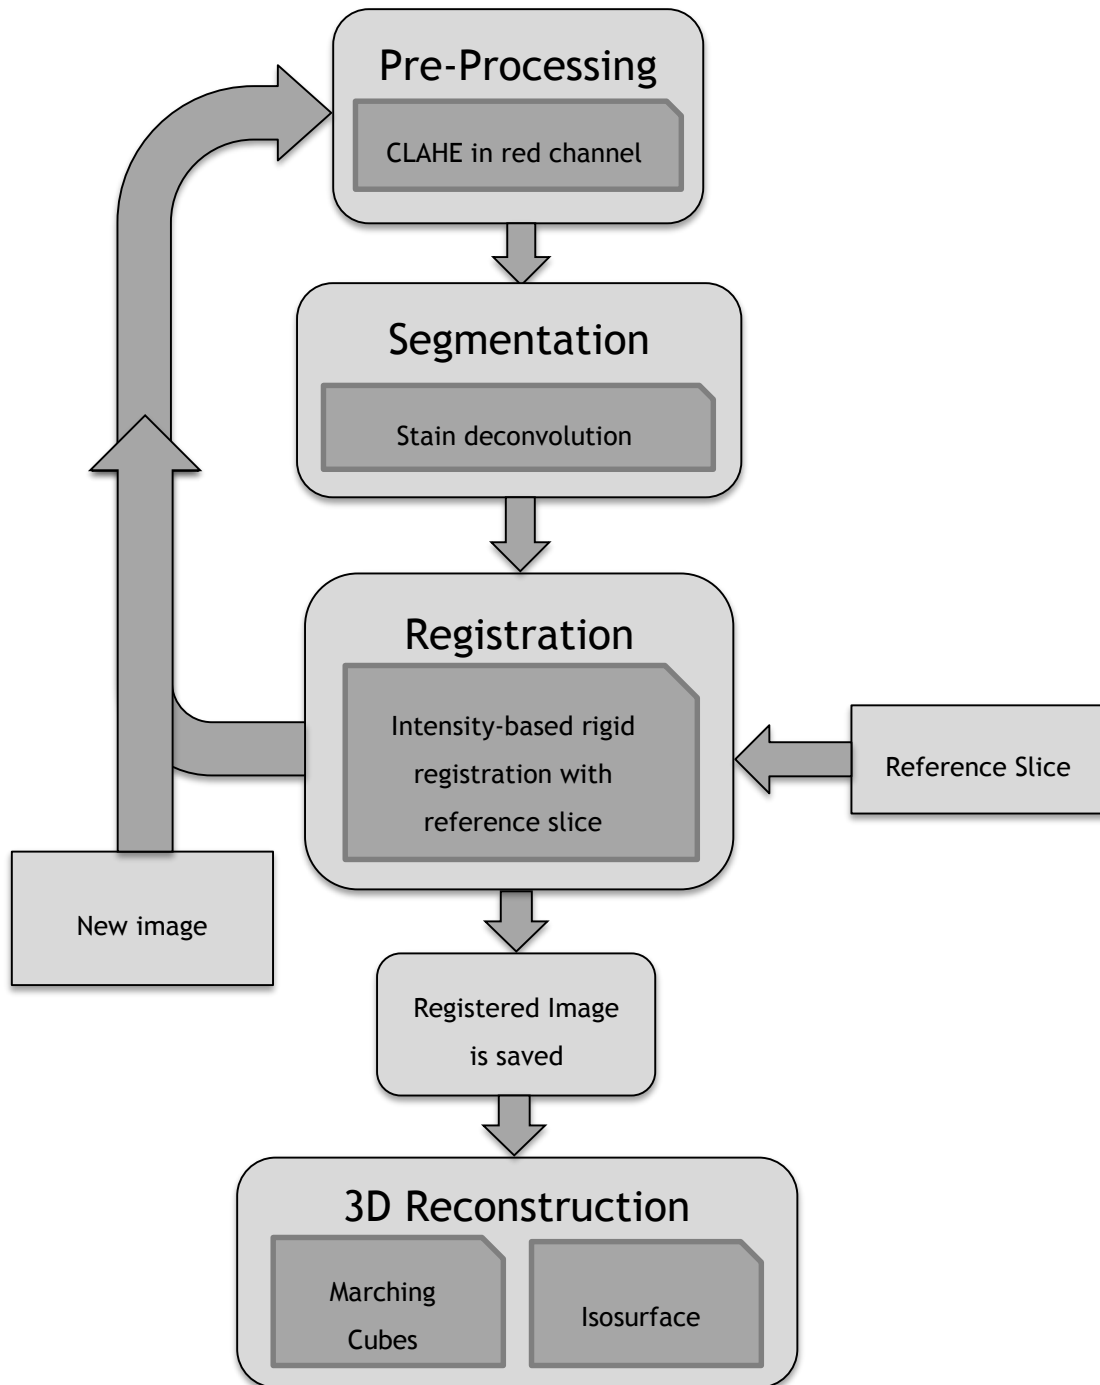 Pre-Processing
CLAHE in red channel
Segmentation
Stain deconvolution
Registration
Intensity-based rigid
registration with
reference slice
Reference Slice
New image
Registered Image
is saved
3D Reconstruction
Marching
Cubes
Isosurface